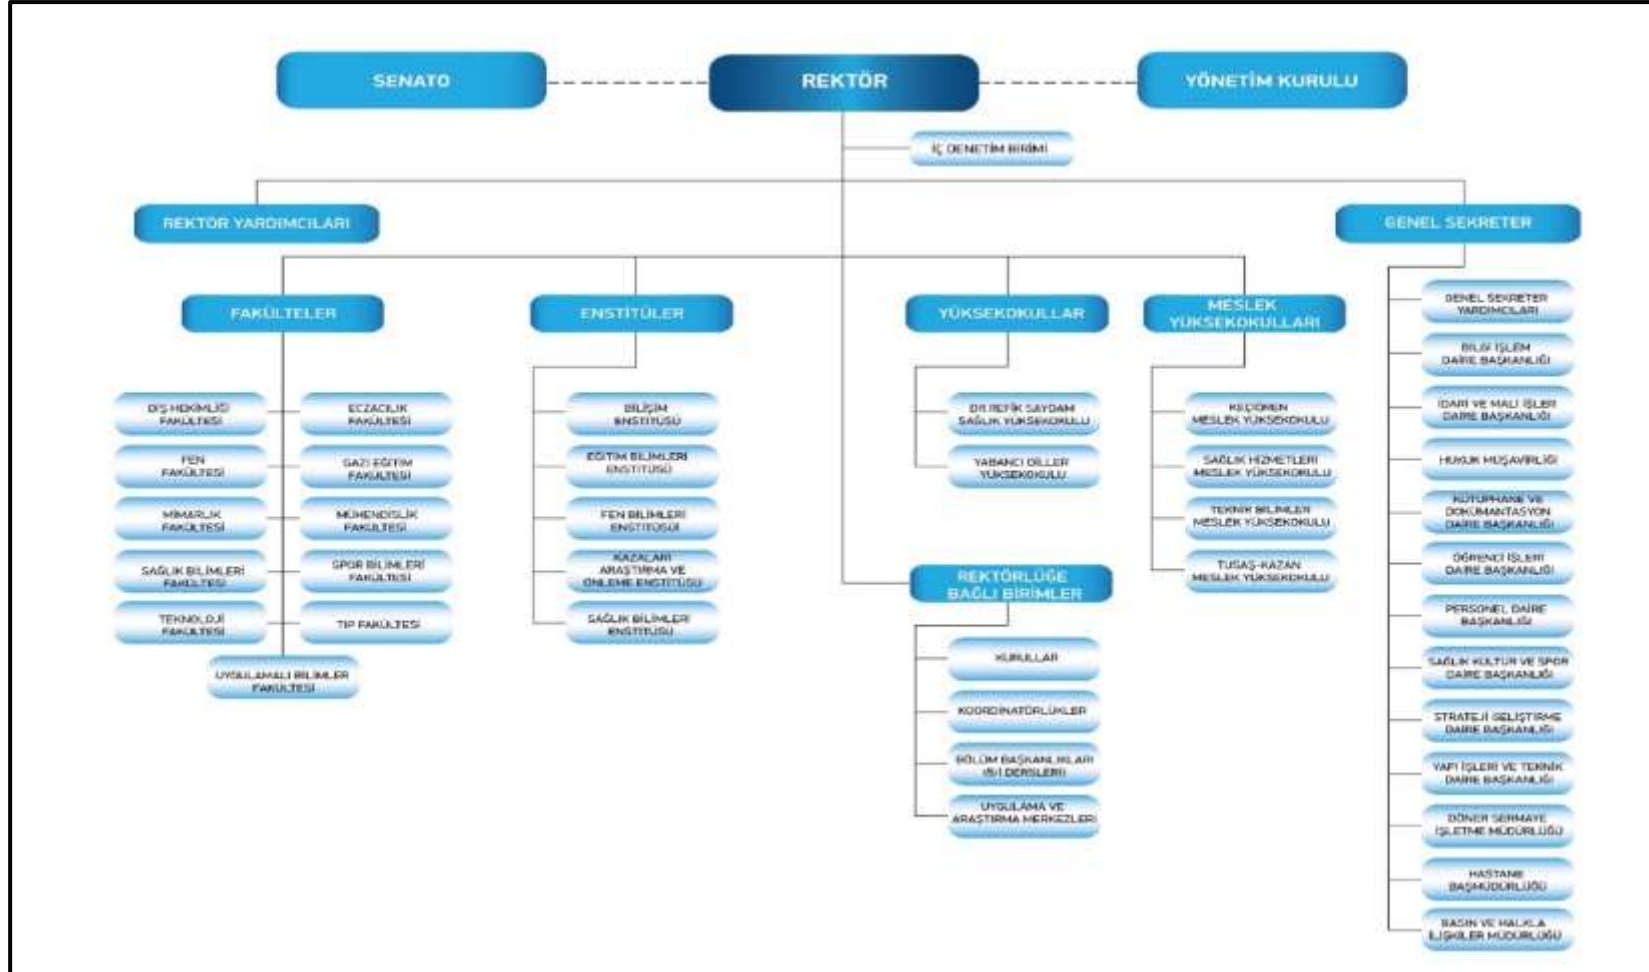 SENATO
REKTÖR
YÖNETİM KURULU
İÇ DENETİM BİRİMİ
REKTÖR YARDIMCILARI
GENEL SEKRETER
FAKÜLTELER
ENSTİTÜLER
YÜKSEKOKULLAR
MESLEK
YÜKSEKOKULLARI
DİŞ HEKİMLİĞİ
FAKÜLTESİ
ECZACILIK
FAKÜLTESİ
FEN
FAKÜLTESİ
GAZİ EĞİTİM
FAKÜLTESİ
MİMARLIK
FAKÜLTESİ
MÜHENDİSLİK
FAKÜLTESİ
SAĞLIK BİLİMLERİ
FAKÜLTESİ
SPOR BİLİMLERİ
FAKÜLTESİ
TEKNOLOJİ
FAKÜLTESİ
TIP FAKÜLTESİ
UYGULAMALI BİLİMLER
FAKÜLTESİ
BİLİŞİM
ENSTİTÜSÜ
EĞİTİM BİLİMLERİ
ENSTİTÜSÜ
FEN BİLİMLERİ
ENSTİTÜSÜ
KAZALARI
ARAŞTIRMA VE
ÖNLEME ENSTİTÜSÜ
SAĞLIK BİLİMLERİ
ENSTİTÜSÜ
DR REFİK SAYDAM
SAĞLIK YÜKSEKOKULU
YABANCI DİLLER
YÜKSEKOKULU
REKTÖRLÜĞE
BAĞLI BİRİMLER
KURULLAR
KOORDİNATÖRLÜKLER
BÖLÜM BAŞKANLIKLARI
(5/İ DERSLERİ)
UYGULAMA VE
ARAŞTIRMA MERKEZLERİ
KEÇİÖREN
MESLEK YÜKSEKOKULU
SAĞLIK HİZMETLERİ
MESLEK YÜKSEKOKULU
TEKNİK BİLİMLER
MESLEK YÜKSEKOKULU
TUSAŞ-KAZAN
MESLEK YÜKSEKOKULU
GENEL SEKRETER
YARDIMCILARI
BİLGİ İŞLEM
DAİRE BAŞKANLIĞI
İDARİ VE MALİ İŞLER
DAİRE BAŞKANLIĞI
HUKUK MÜŞAVİRLİĞİ
KÜTÜPHANE VE
DOKÜMANTASYON
DAİRE BAŞKANLIĞI
ÖĞRENCİ İŞLERİ
DAİRE BAŞKANLIĞI
PERSONEL DAİRE
BAŞKANLIĞI
SAĞLIK KÜLTÜR VE SPOR
DAİRE BAŞKANLIĞI
STRATEJİ GELİŞTİRME
DAİRE BAŞKANLIĞI
YAPI İŞLERİ VE TEKNİK
DAİRE BAŞKANLIĞI
DÖNER SERMAYE
İŞLETME MÜDÜRLÜĞÜ
HASTANE
BAŞMÜDÜRLÜĞÜ
BASIN VE HALKLA
İLİŞKİLER MÜDÜRLÜĞÜ